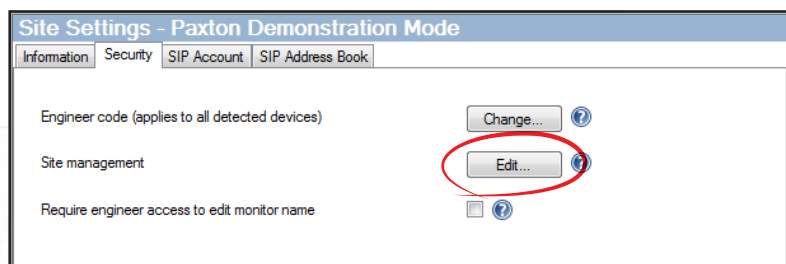 Site Settings - Paxton Demonstration Mode
Information Security SIP Account SIP Address Book
Engineer code (applies to all detected devices) Change... ?
Site management Edit... ?
Require engineer access to edit monitor name ?